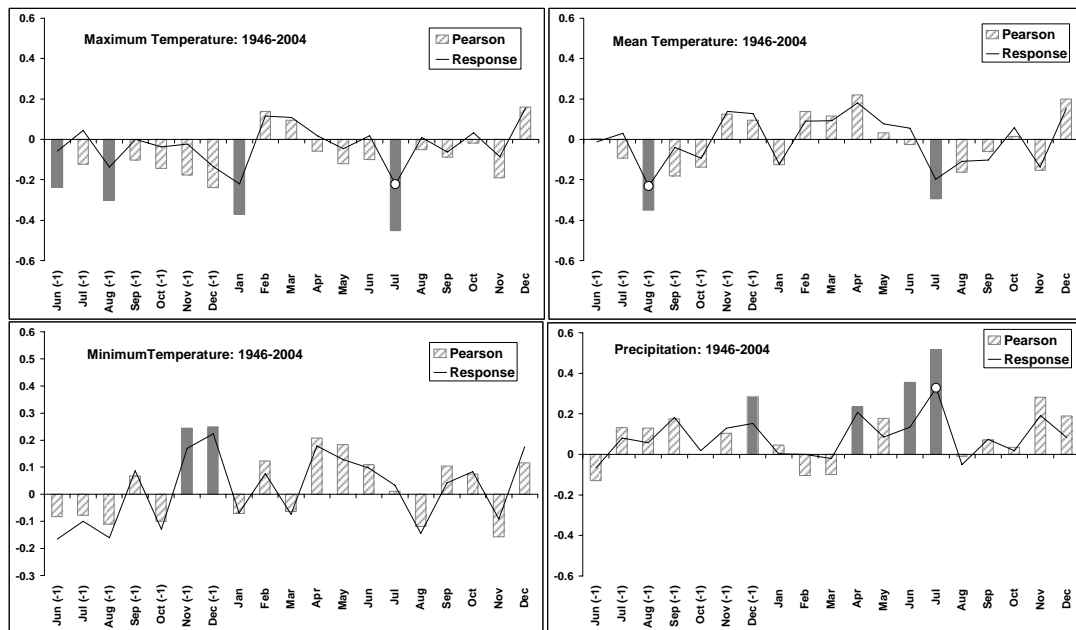 Maximum Temperature: 1946-2004
Pearson
Response
0.6
0.4
0.2
0
-0.2
-0.4
-0.6
Jun (-1)
Jul (-1)
Aug (-1)
Sep (-1)
Oct (-1)
Nov (-1)
Dec (-1)
Jan
Feb
Mar
Apr
May
Jun
Jul
Aug
Sep
Oct
Nov
Dec
Mean Temperature: 1946-2004
Pearson
Response
0.6
0.4
0.2
0
-0.2
-0.4
-0.6
Jun (-1)
Jul (-1)
Aug (-1)
Sep (-1)
Oct (-1)
Nov (-1)
Dec (-1)
Jan
Feb
Mar
Apr
May
Jun
Jul
Aug
Sep
Oct
Nov
Dec
MinimumTemperature: 1946-2004
Pearson
Response
0.6
0.5
0.4
0.3
0.2
0.1
0
-0.1
-0.2
-0.3
Jun (-1)
Jul (-1)
Aug (-1)
Sep (-1)
Oct (-1)
Nov (-1)
Dec (-1)
Jan
Feb
Mar
Apr
May
Jun
Jul
Aug
Sep
Oct
Nov
Dec
Precipitation: 1946-2004
Pearson
Response
0.6
0.4
0.2
0
-0.2
-0.4
-0.6
Jun (-1)
Jul (-1)
Aug (-1)
Sep (-1)
Oct (-1)
Nov (-1)
Dec (-1)
Jan
Feb
Mar
Apr
May
Jun
Jul
Aug
Sep
Oct
Nov
Dec